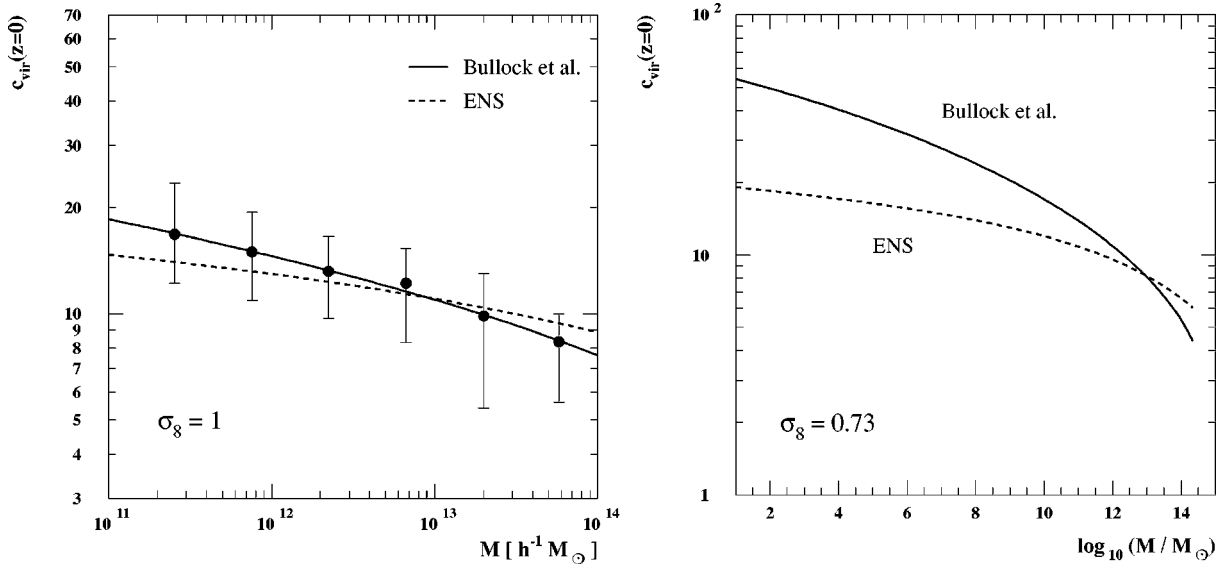 c_vir(z=0)
70
60
50
40
30
20
10
9
8
7
6
5
4
3
Bullock et al.
ENS
σ_8 = 1
10^11
10^12
10^13
10^14
M [ h^-1 M_⊙ ]
c_vir(z=0)
10^2
10
1
Bullock et al.
ENS
σ_8 = 0.73
2
4
6
8
10
12
14
log_10 (M / M_⊙)